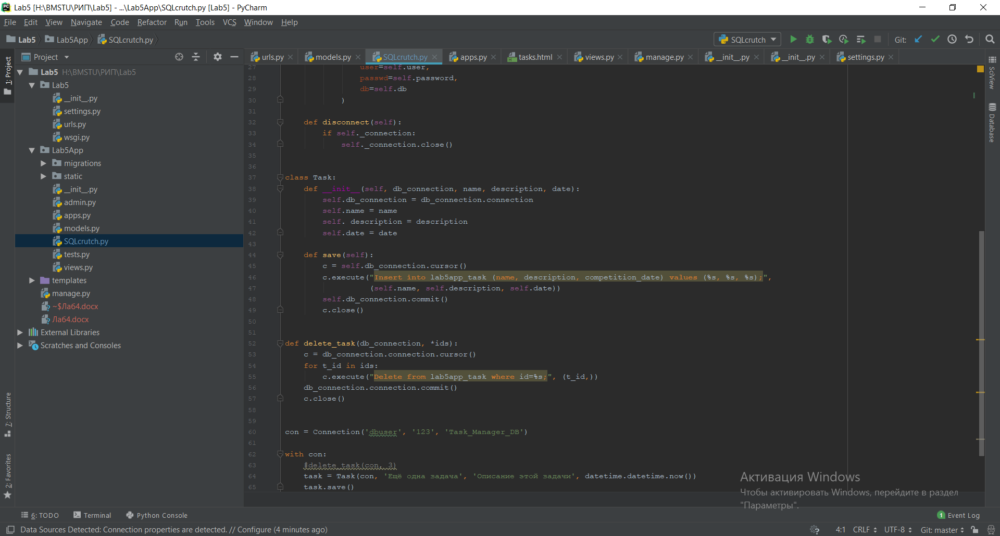 Lab5 [H:\BMSTU\РИП\Lab5] - ...\Lab5App\SQLcrutch.py [Lab5] - PyCharm
File Edit View Navigate Code Refactor Run Tools VCS Window Help
Lab5 Lab5App SQLcrutch.py
SQLcrutch
Git:
1: Project
Project
urls.py
models.py
SQLcrutch.py
apps.py
tasks.html
views.py
manage.py
__init__.py
__init__.py
settings.py
Lab5 H:\BMSTU\РИП\Lab5
Lab5
__init__.py
settings.py
urls.py
wsgi.py
Lab5App
migrations
static
__init__.py
admin.py
apps.py
models.py
SQLcrutch.py
tests.py
views.py
templates
manage.py
~$Ла64.docx
Ла64.docx
External Libraries
Scratches and Consoles
7: Structure
2: Favorites
27 user=self.user,
28 passwd=self.password,
29 db=self.db
30 )
31
32 def disconnect(self):
33 if self._connection:
34 self._connection.close()
35
36
37 class Task:
38 def __init__(self, db_connection, name, description, date):
39 self.db_connection = db_connection.connection
40 self.name = name
41 self. description = description
42 self.date = date
43
44 def save(self):
45 c = self.db_connection.cursor()
46 c.execute("Insert into lab5app_task (name, description, competition_date) values (%s, %s, %s);",
47 (self.name, self.description, self.date))
48 self.db_connection.commit()
49 c.close()
50
51
52 def delete_task(db_connection, *ids):
53 c = db_connection.connection.cursor()
54 for t_id in ids:
55 c.execute("Delete from lab5app_task where id=%s;", (t_id,))
56 db_connection.connection.commit()
57 c.close()
58
59
60 con = Connection('dbuser', '123', 'Task_Manager_DB')
61
62 with con:
63 #delete_task(con, 3)
64 task = Task(con, 'Ещё одна задача', 'Описание этой задачи', datetime.datetime.now())
65 task.save()
SciView
Database
Активация Windows
Чтобы активировать Windows, перейдите в раздел
"Параметры".
6: TODO Terminal Python Console
1 Event Log
Data Sources Detected: Connection properties are detected. // Configure (4 minutes ago)
4:1 CRLF UTF-8 Git: master